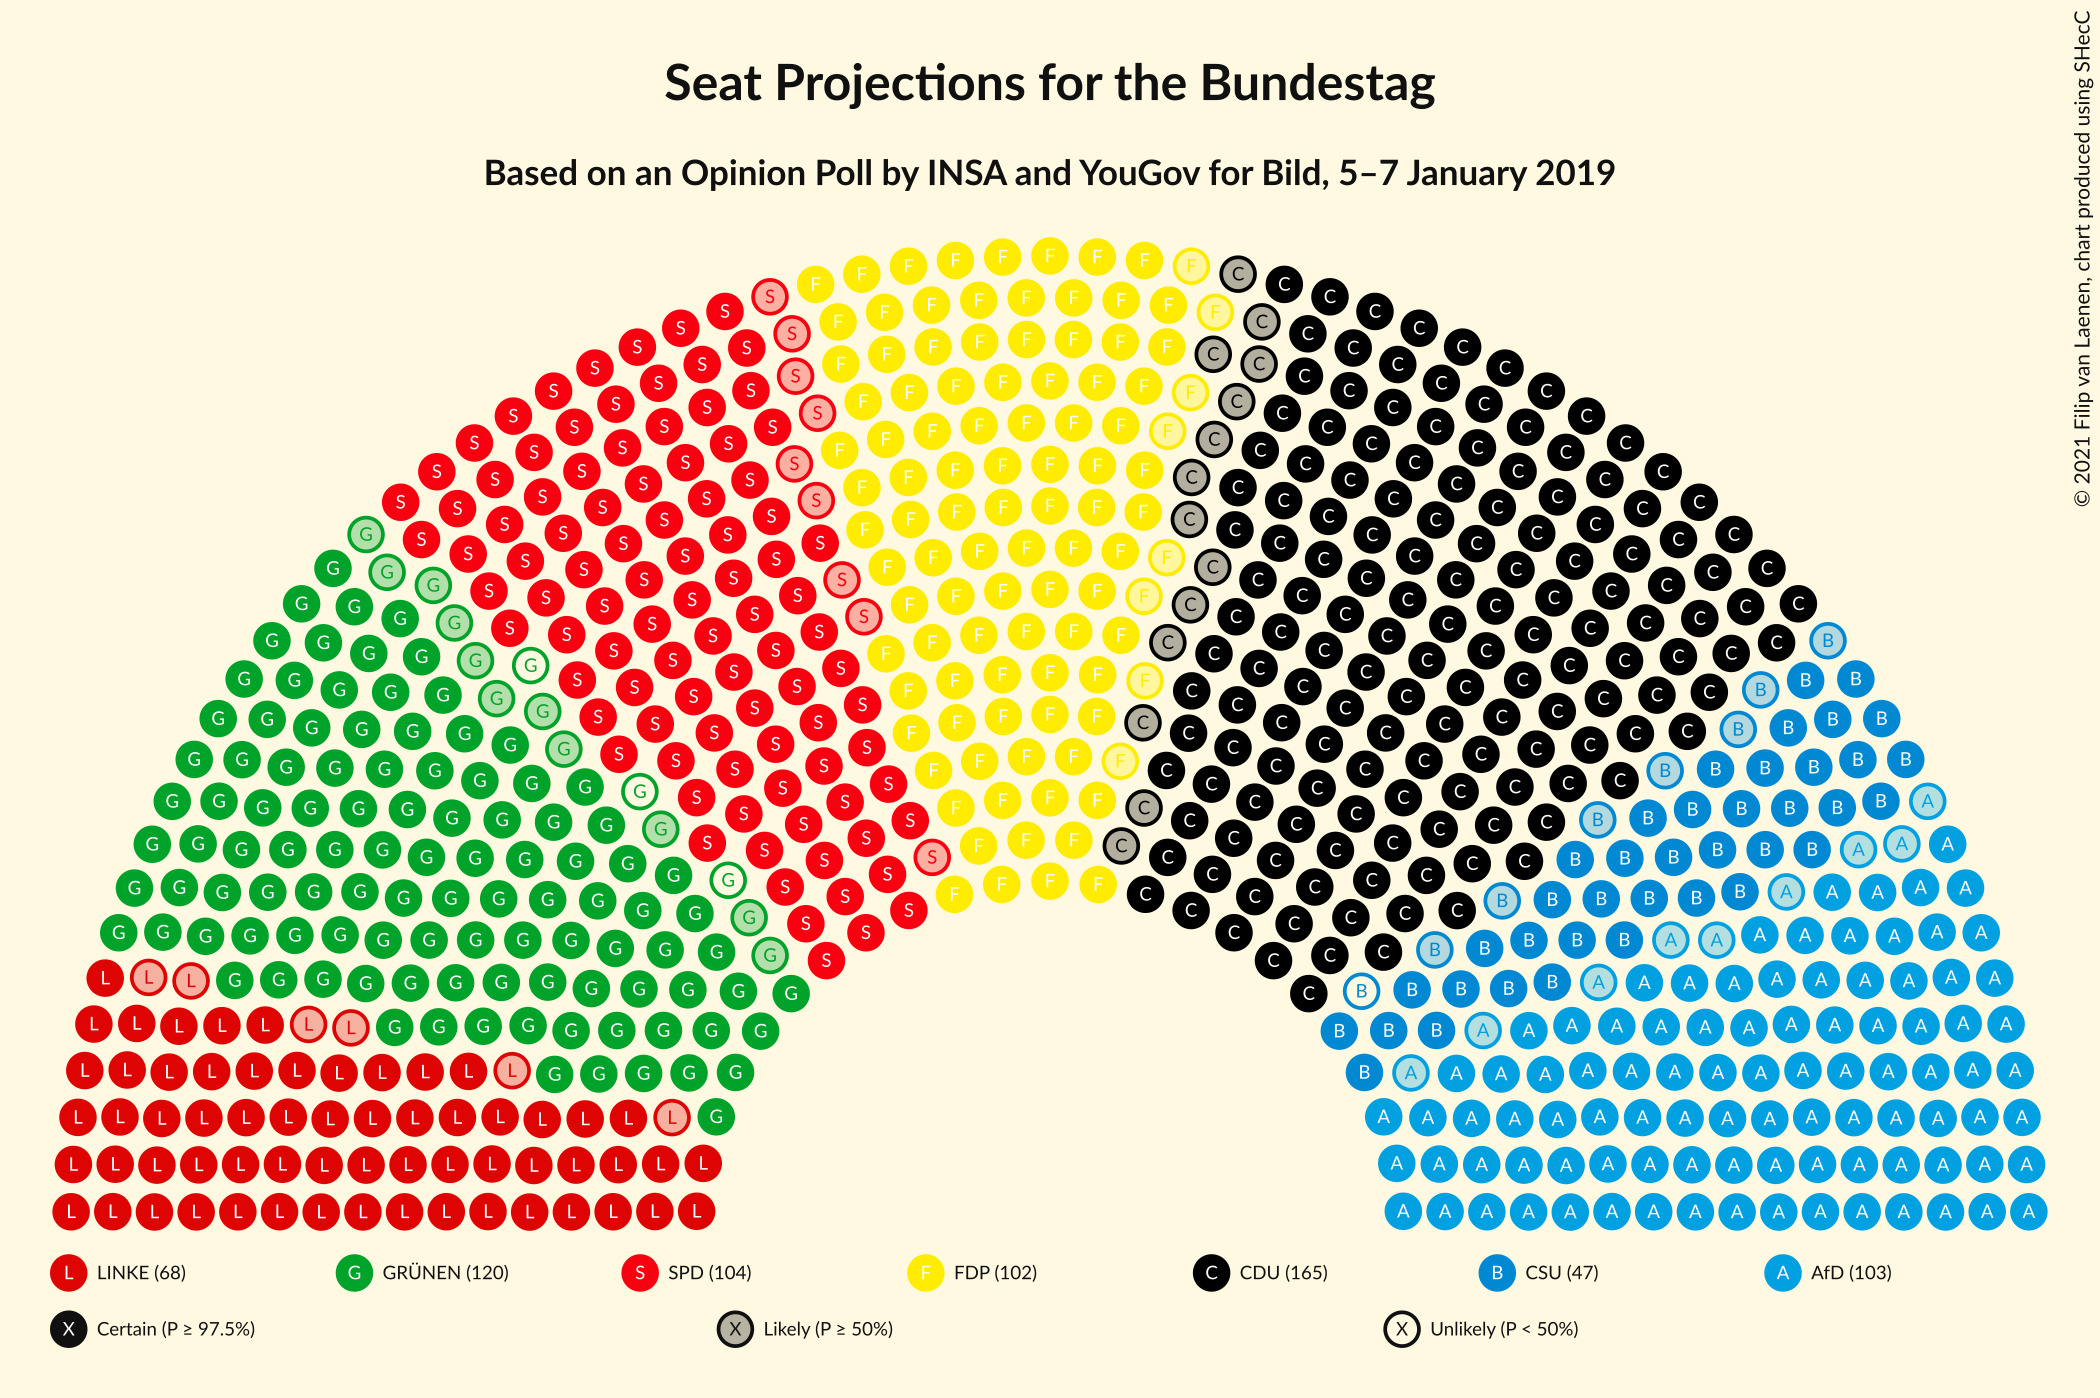 Seat Projections for the Bundestag
Based on an Opinion Poll by INSA and YouGov for Bild, 5–7 January 2019
© 2021 Filip van Laenen, chart produced using SHecC
L LINKE (68) G GRÜNEN (120) S SPD (104) F FDP (102) C CDU (165) B CSU (47) A AfD (103)
X Certain (P ≥ 97.5%) X Likely (P ≥ 50%) X Unlikely (P < 50%)